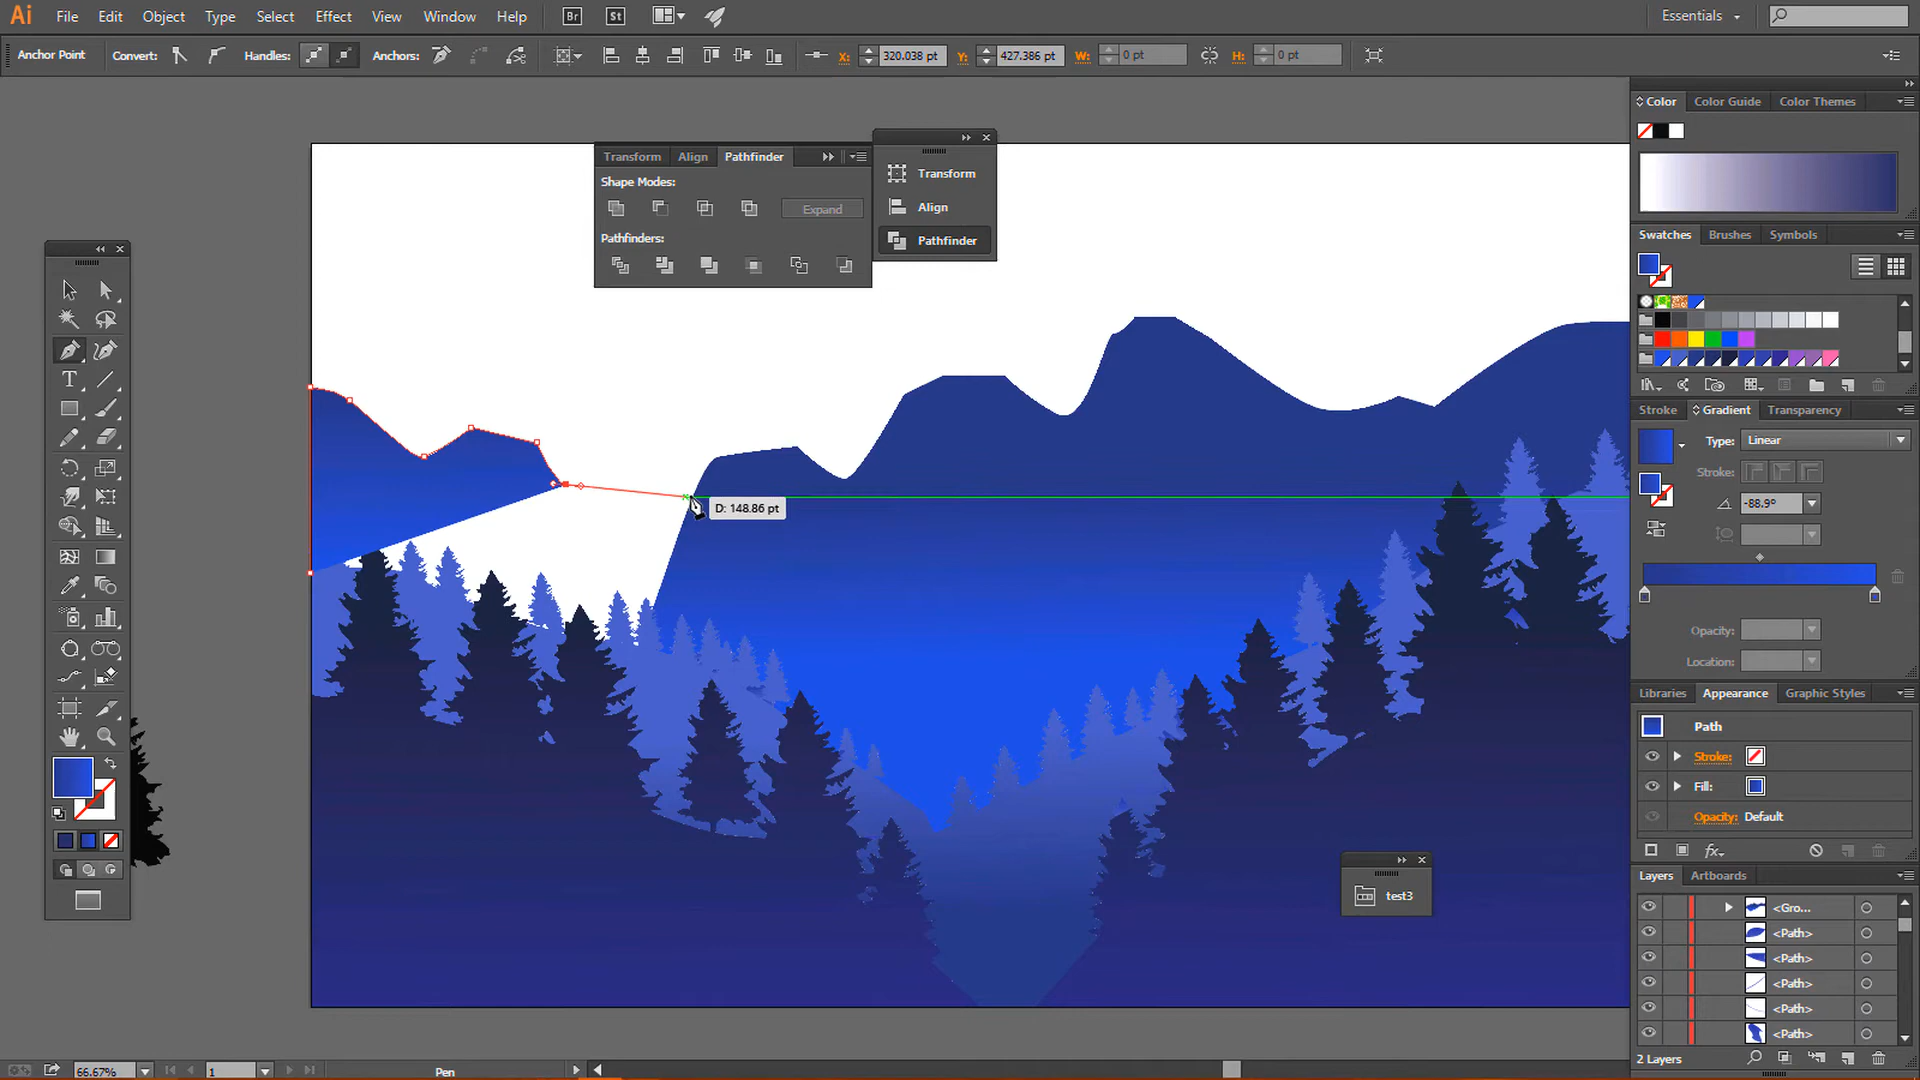 Ai File Edit Object Type Select Effect View Window Help Br St Essentials
Anchor Point Convert: Handles: Anchors: X: 320.038 pt Y: 427.386 pt W: 0 pt H: 0 pt
Color Color Guide Color Themes
Transform Align Pathfinder
Shape Modes:
Expand
Pathfinders:
Transform
Align
Pathfinder
Swatches Brushes Symbols
Stroke Gradient Transparency
Type: Linear
Stroke:
-88.9°
D: 148.86 pt
T
Opacity:
Location:
Libraries Appearance Graphic Styles
Path
Stroke:
Fill:
Opacity: Default
fx
test3
Layers Artboards
<Gro...
<Path>
<Path>
<Path>
<Path>
<Path>
2 Layers
66.67% 1 Pen